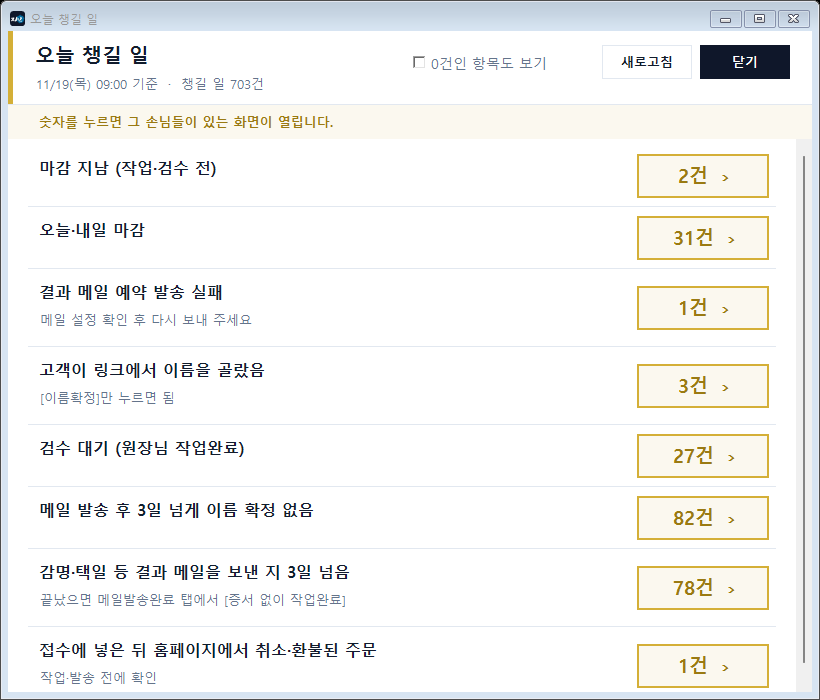 오늘 챙길 일
오늘 챙길 일
11/19(목) 09:00 기준 · 챙길 일 703건
0건인 항목도 보기
새로고침
닫기
숫자를 누르면 그 손님들이 있는 화면이 열립니다.
마감 지남 (작업·검수 전)
2건 ›
오늘·내일 마감
31건 ›
결과 메일 예약 발송 실패
메일 설정 확인 후 다시 보내 주세요
1건 ›
고객이 링크에서 이름을 골랐음
[이름확정]만 누르면 됨
3건 ›
검수 대기 (원장님 작업완료)
27건 ›
메일 발송 후 3일 넘게 이름 확정 없음
82건 ›
감명·택일 등 결과 메일을 보낸 지 3일 넘음
끝났으면 메일발송완료 탭에서 [증서 없이 작업완료]
78건 ›
접수에 넣은 뒤 홈페이지에서 취소·환불된 주문
작업·발송 전에 확인
1건 ›